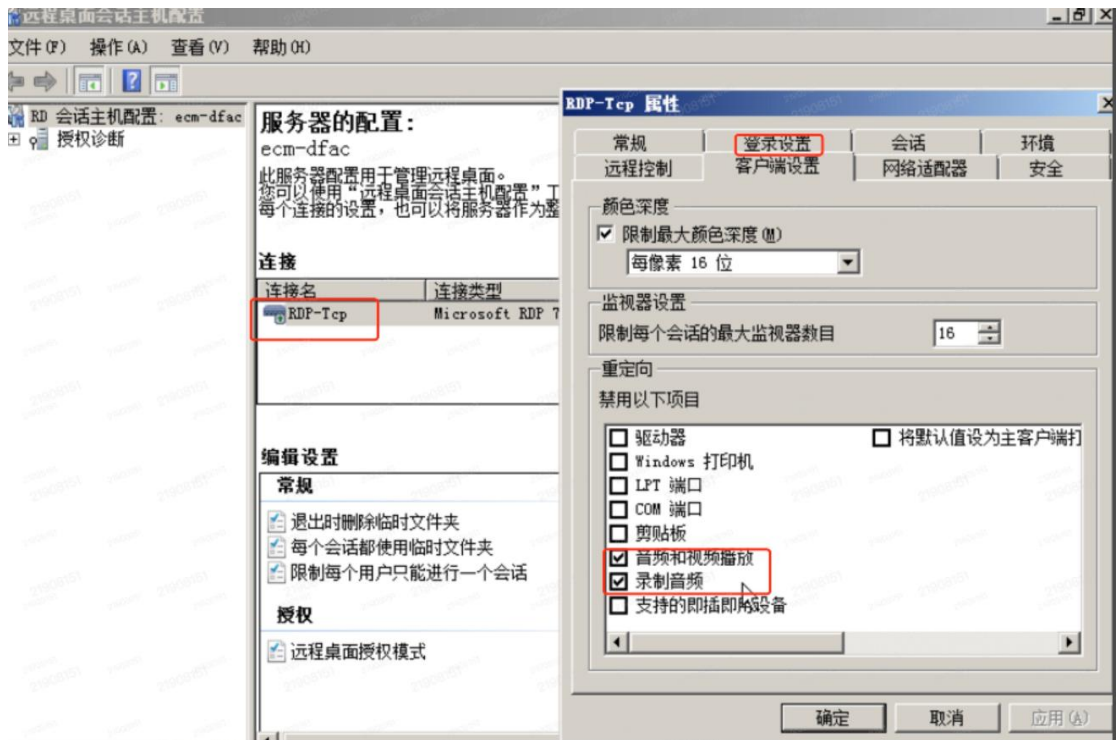 远程桌面会话主机配置
文件(F) 操作(A) 查看(V) 帮助(H)
RD 会话主机配置: ecm-dfac
授权诊断
服务器的配置:
ecm-dfac
此服务器配置用于管理远程桌面。
您可以使用“远程桌面会话主机配置”工
每个连接的设置，也可以将服务器作为整
连接
连接名 连接类型
RDP-Tcp Microsoft RDP 7
编辑设置
常规
退出时删除临时文件夹
每个会话都使用临时文件夹
限制每个用户只能进行一个会话
授权
远程桌面授权模式
RDP-Tcp 属性
常规 登录设置 会话 环境
远程控制 客户端设置 网络适配器 安全
颜色深度
限制最大颜色深度(M)
每像素 16 位
监视器设置
限制每个会话的最大监视器数目 16
重定向
禁用以下项目
驱动器 将默认值设为主客户端打
Windows 打印机
LPT 端口
COM 端口
剪贴板
音频和视频播放
录制音频
支持的即插即用设备
确定 取消 应用(A)